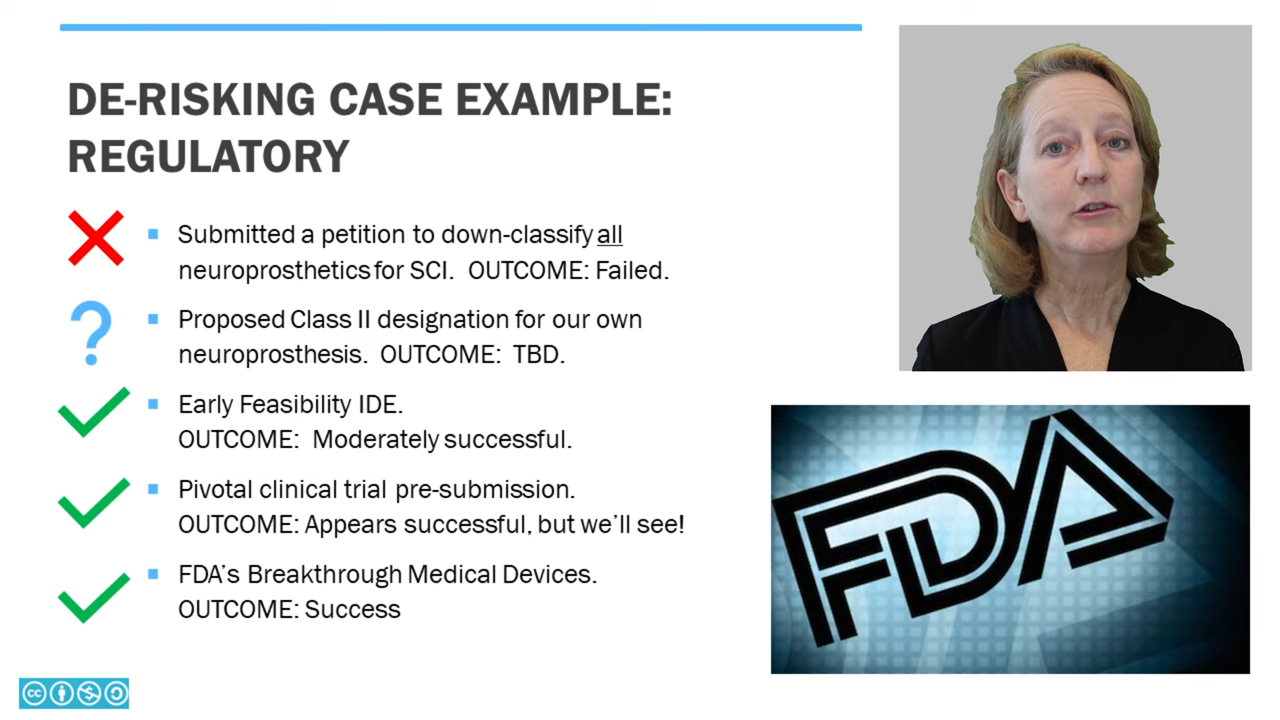 DE-RISKING CASE EXAMPLE:
REGULATORY
Submitted a petition to down-classify all
neuroprosthetics for SCI. OUTCOME: Failed.
Proposed Class II designation for our own
neuroprosthesis. OUTCOME: TBD.
Early Feasibility IDE.
OUTCOME: Moderately successful.
Pivotal clinical trial pre-submission.
OUTCOME: Appears successful, but we'll see!
FDA's Breakthrough Medical Devices.
OUTCOME: Success
FDA
cc